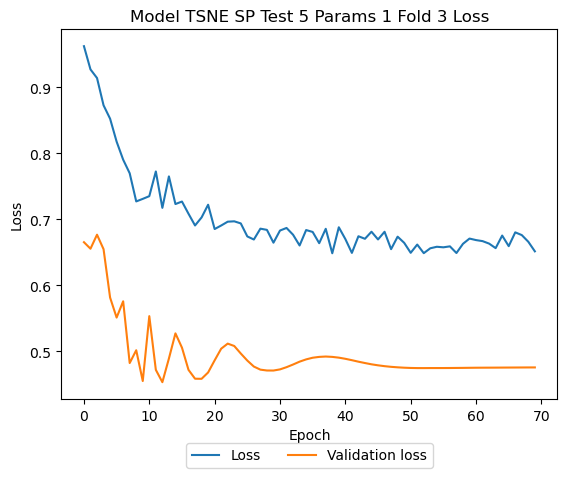 Model TSNE SP Test 5 Params 1 Fold 3 Loss
0.9
0.8
0.7
0.6
0.5
Loss
0 10 20 30 40 50 60 70
Epoch
Loss Validation loss